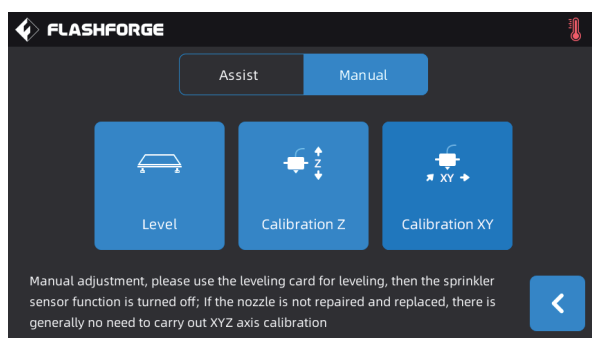 FLASHFORGE
Assist Manual
Z
XY
Level Calibration Z Calibration XY
Manual adjustment, please use the leveling card for leveling, then the sprinkler
sensor function is turned off; If the nozzle is not repaired and replaced, there is
generally no need to carry out XYZ axis calibration